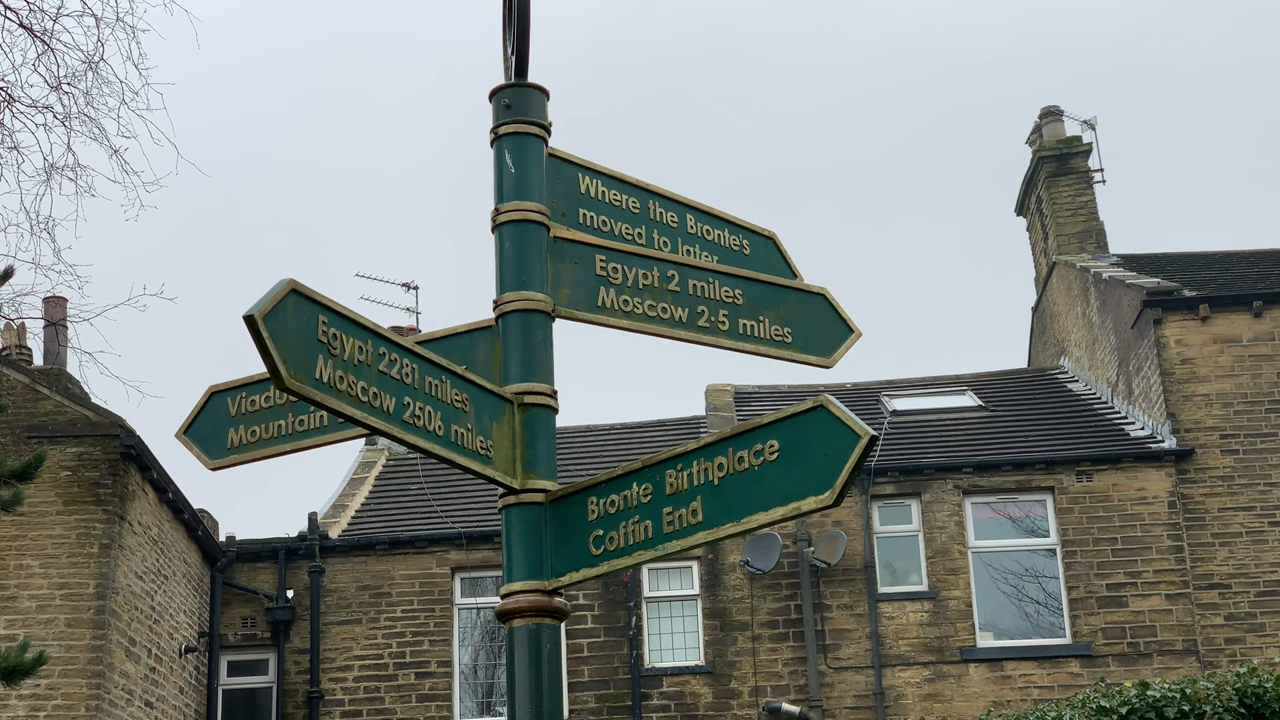 Where the Bronte's
moved to later
Egypt 2 miles
Moscow 2·5 miles
Egypt 2281 miles
Moscow 2506 miles
Mountain
Bronte Birthplace
Coffin End